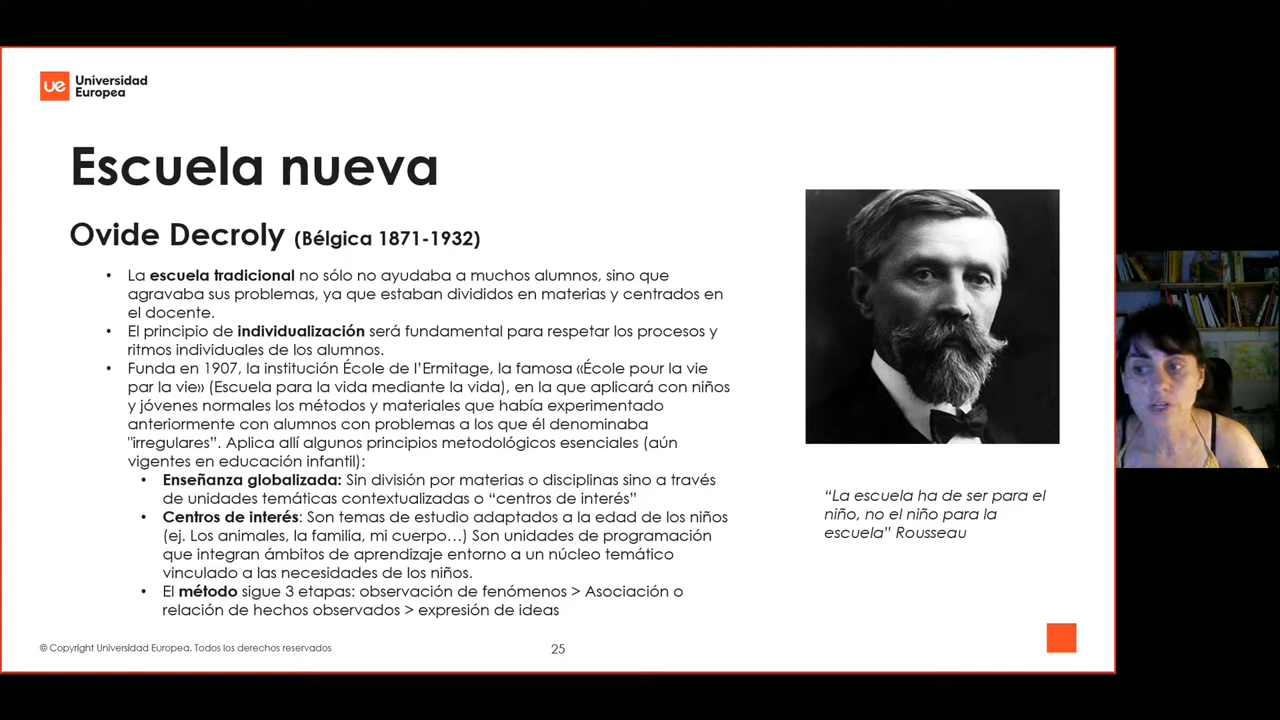 ue Universidad
Europea
Escuela nueva
Ovide Decroly (Bélgica 1871-1932)
• La escuela tradicional no sólo no ayudaba a muchos alumnos, sino que
agravaba sus problemas, ya que estaban divididos en materias y centrados en
el docente.
• El principio de individualización será fundamental para respetar los procesos y
ritmos individuales de los alumnos.
• Funda en 1907, la institución École de l’Ermitage, la famosa «École pour la vie
par la vie» (Escuela para la vida mediante la vida), en la que aplicará con niños
y jóvenes normales los métodos y materiales que había experimentado
anteriormente con alumnos con problemas a los que él denominaba
"irregulares”. Aplica allí algunos principios metodológicos esenciales (aún
vigentes en educación infantil):
• Enseñanza globalizada: Sin división por materias o disciplinas sino a través
de unidades temáticas contextualizadas o “centros de interés”
• Centros de interés: Son temas de estudio adaptados a la edad de los niños
(ej. Los animales, la familia, mi cuerpo…) Son unidades de programación
que integran ámbitos de aprendizaje entorno a un núcleo temático
vinculado a las necesidades de los niños.
• El método sigue 3 etapas: observación de fenómenos > Asociación o
relación de hechos observados > expresión de ideas
“La escuela ha de ser para el
niño, no el niño para la
escuela” Rousseau
© Copyright Universidad Europea. Todos los derechos reservados
25